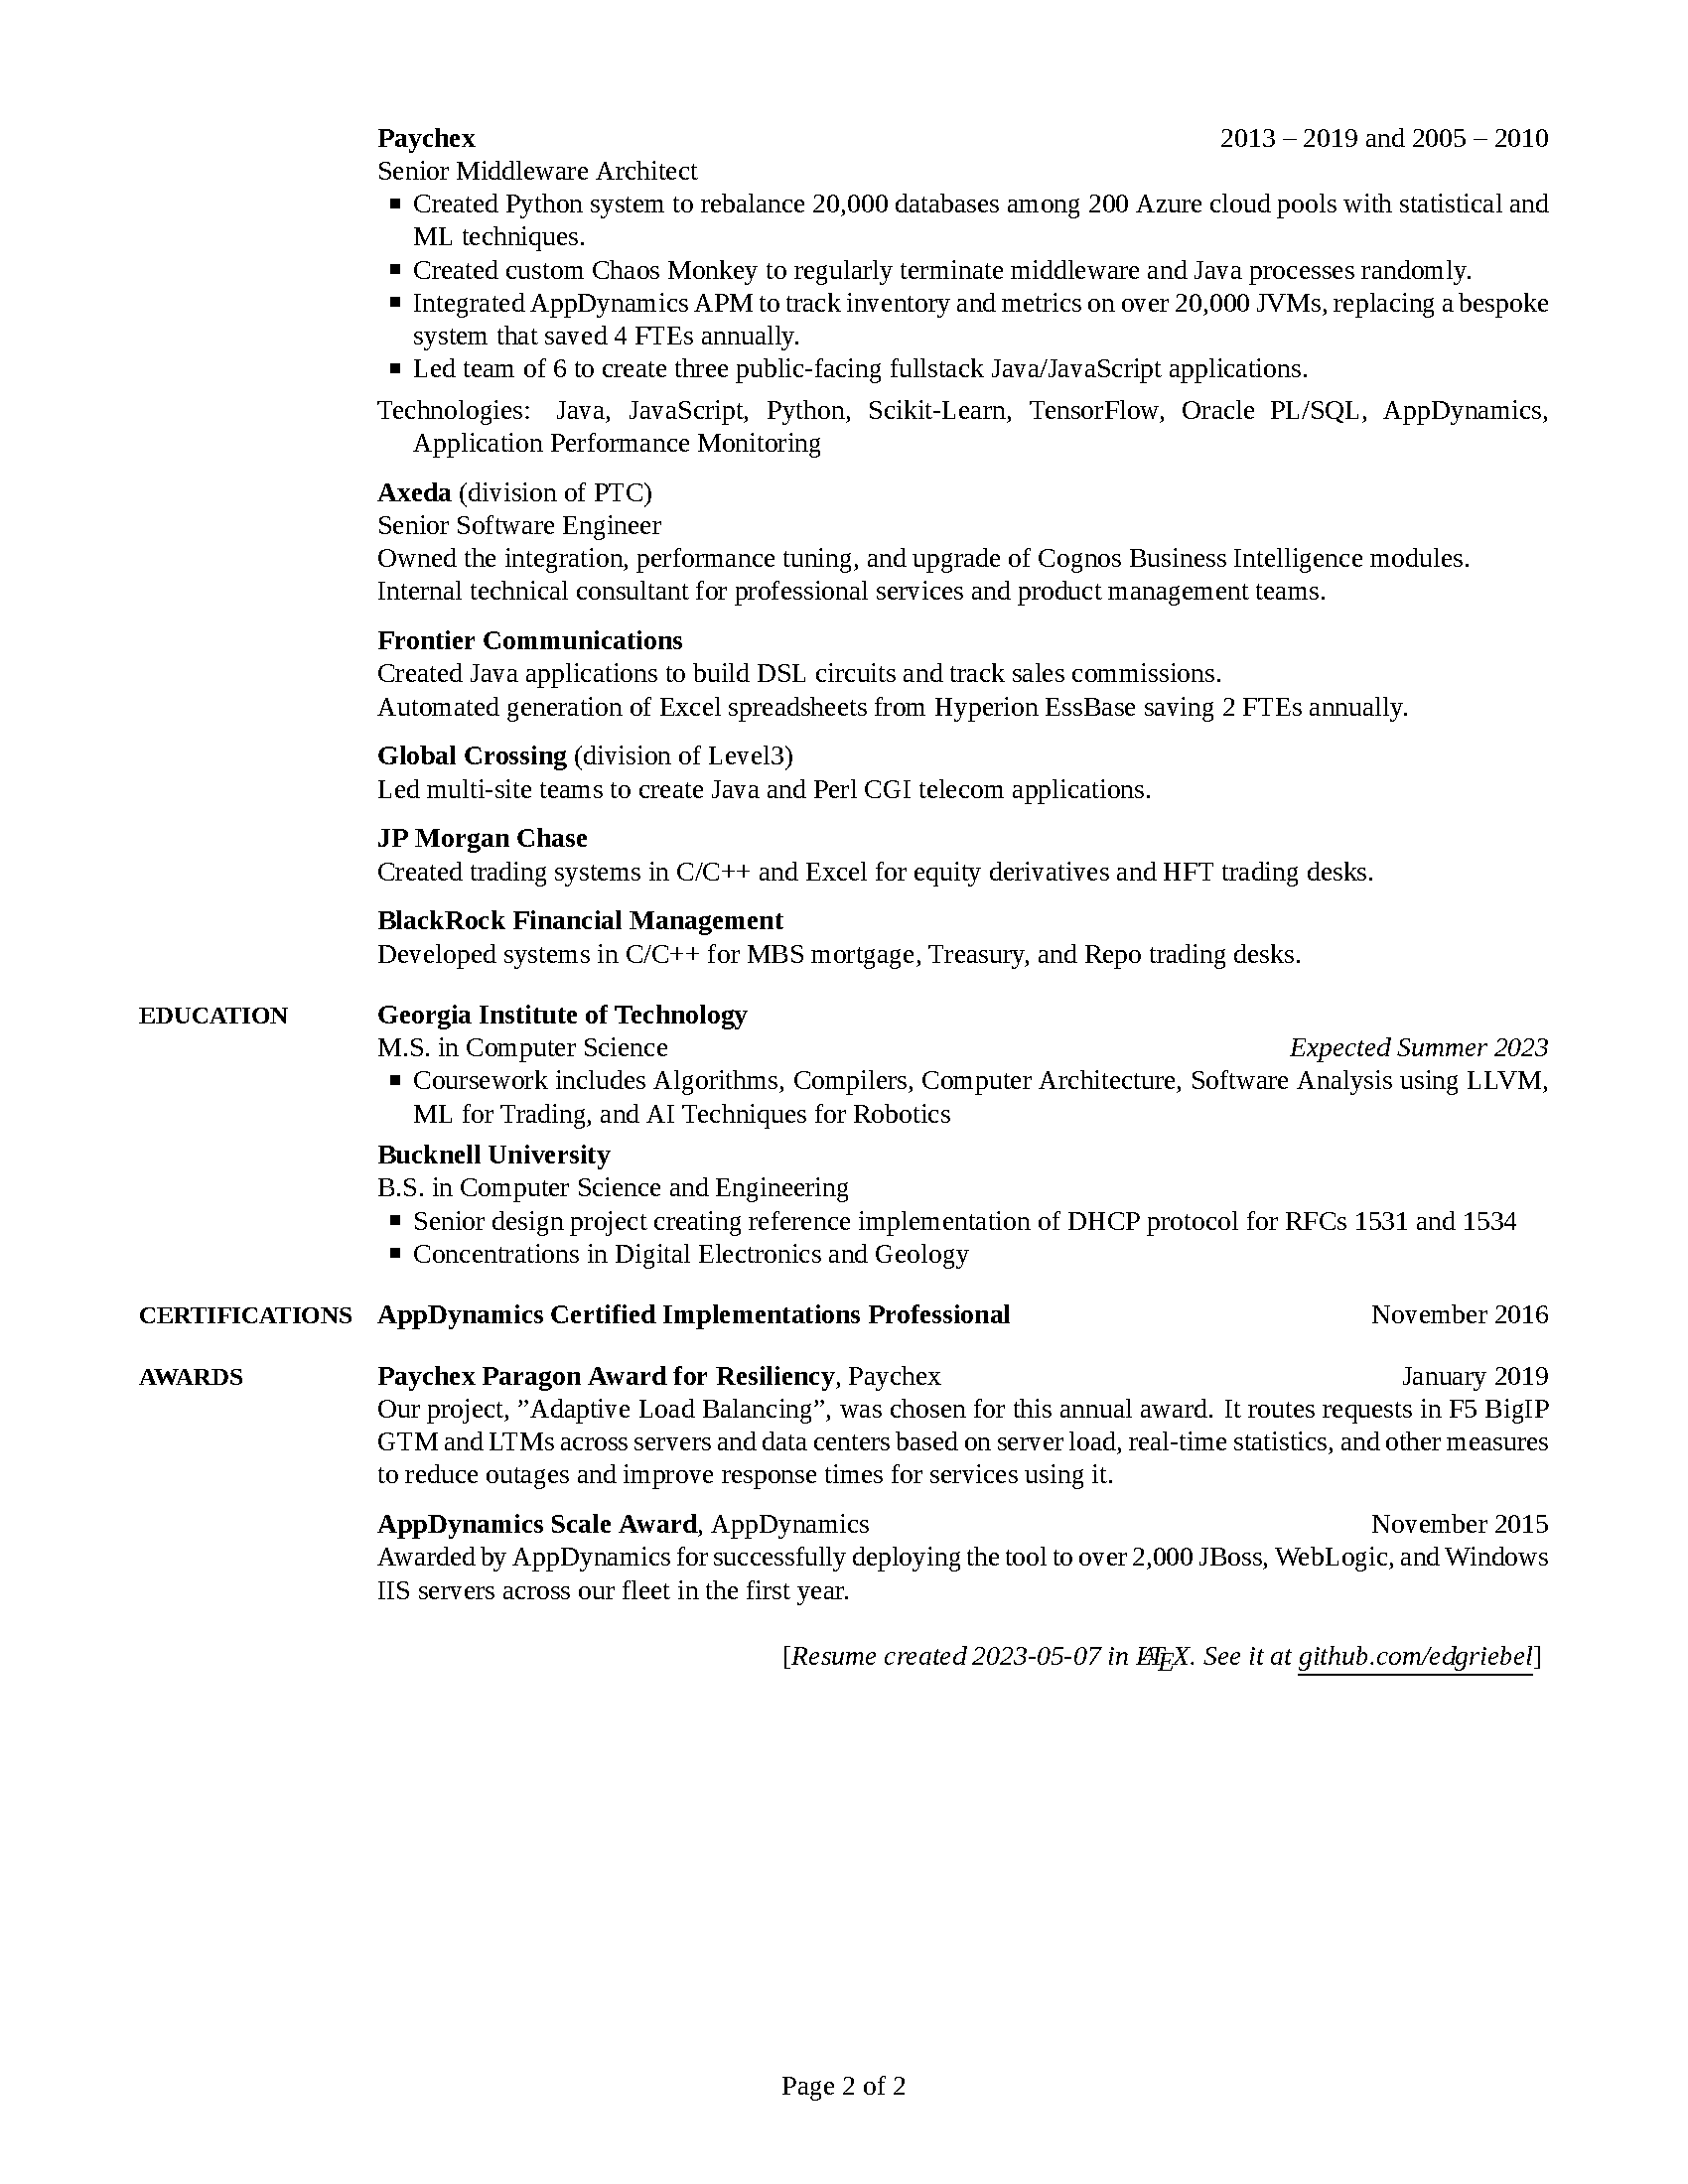 Paychex 2013 – 2019 and 2005 – 2010
Senior Middleware Architect
▪ Created Python system to rebalance 20,000 databases among 200 Azure cloud pools with statistical and
ML techniques.
▪ Created custom Chaos Monkey to regularly terminate middleware and Java processes randomly.
▪ Integrated AppDynamics APM to track inventory and metrics on over 20,000 JVMs, replacing a bespoke
system that saved 4 FTEs annually.
▪ Led team of 6 to create three public-facing fullstack Java/JavaScript applications.
Technologies: Java, JavaScript, Python, Scikit-Learn, TensorFlow, Oracle PL/SQL, AppDynamics,
Application Performance Monitoring
Axeda (division of PTC)
Senior Software Engineer
Owned the integration, performance tuning, and upgrade of Cognos Business Intelligence modules.
Internal technical consultant for professional services and product management teams.
Frontier Communications
Created Java applications to build DSL circuits and track sales commissions.
Automated generation of Excel spreadsheets from Hyperion EssBase saving 2 FTEs annually.
Global Crossing (division of Level3)
Led multi-site teams to create Java and Perl CGI telecom applications.
JP Morgan Chase
Created trading systems in C/C++ and Excel for equity derivatives and HFT trading desks.
BlackRock Financial Management
Developed systems in C/C++ for MBS mortgage, Treasury, and Repo trading desks.
EDUCATION Georgia Institute of Technology
M.S. in Computer Science Expected Summer 2023
▪ Coursework includes Algorithms, Compilers, Computer Architecture, Software Analysis using LLVM,
ML for Trading, and AI Techniques for Robotics
Bucknell University
B.S. in Computer Science and Engineering
▪ Senior design project creating reference implementation of DHCP protocol for RFCs 1531 and 1534
▪ Concentrations in Digital Electronics and Geology
CERTIFICATIONS AppDynamics Certified Implementations Professional November 2016
AWARDS Paychex Paragon Award for Resiliency, Paychex January 2019
Our project, ”Adaptive Load Balancing”, was chosen for this annual award. It routes requests in F5 BigIP
GTM and LTMs across servers and data centers based on server load, real-time statistics, and other measures
to reduce outages and improve response times for services using it.
AppDynamics Scale Award, AppDynamics November 2015
Awarded by AppDynamics for successfully deploying the tool to over 2,000 JBoss, WebLogic, and Windows
IIS servers across our fleet in the first year.
[Resume created 2023-05-07 in LATEX. See it at github.com/edgriebel]
Page 2 of 2